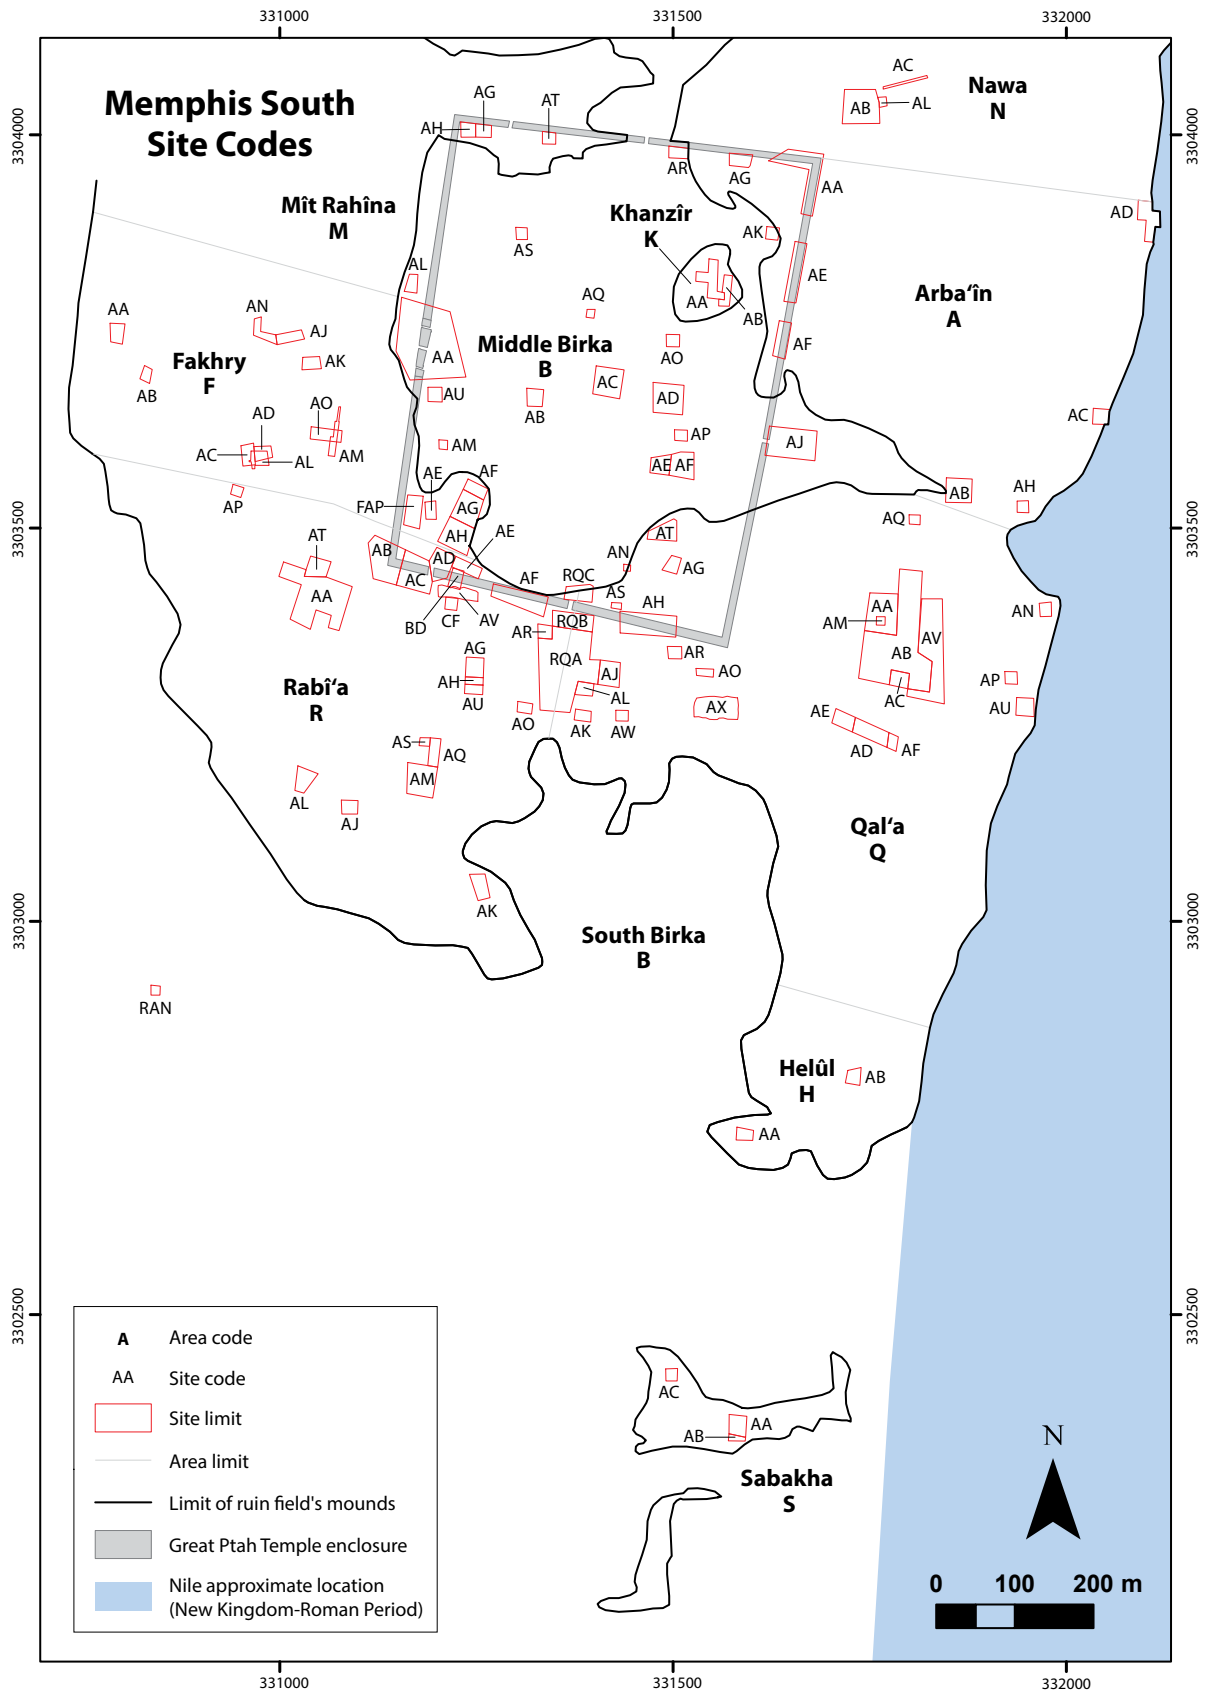 331000
331500
332000
Memphis South
Site Codes
AC
Nawa
N
AG
AT
AB
AL
AH
3304000
3304000
AR
AG
AA
Mît Rahîna
M
Khanzîr
K
AD
AS
AK
AL
AE
AQ
AA
AB
Arba‘în
A
AA
AN
AJ
Middle Birka
B
AO
AF
Fakhry
F
AK
AA
AC
AB
AU
AB
AD
AO
AD
AC
AP
AJ
AC
AL
AM
AM
AE
AF
AP
AE
AF
AB
AH
FAP
AG
AQ
3303500
3303500
AT
AB
AH
AE
AT
AD
AN
AG
AC
AF
RQC
AA
AS
AH
AA
AN
BD
CF
AV
RQB
AM
AV
AR
AG
RQA
AR
AB
AH
AJ
AO
AP
Rabî‘a
R
AU
AL
AC
AU
AO
AK
AW
AX
AE
AS
AQ
AD
AF
AM
AL
AJ
Qal‘a
Q
AK
3303000
3303000
South Birka
B
RAN
Helûl
H
AB
AA
3302500
3302500
A
Area code
AA
Site code
Site limit
Area limit
Limit of ruin field's mounds
Great Ptah Temple enclosure
Nile approximate location
(New Kingdom-Roman Period)
AC
AA
AB
Sabakha
S
N
0 100 200 m
331000
331500
332000